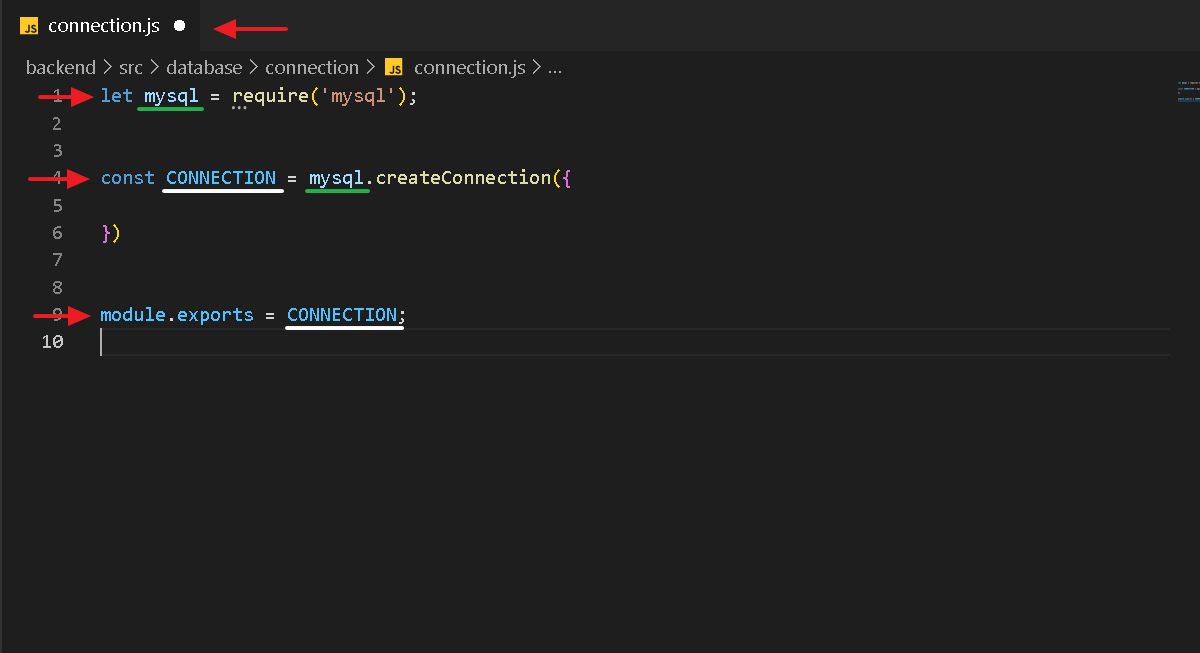 JS connection.js
backend > src > database > connection > JS connection.js > ...
1 let mysql = require('mysql');
2
3
4 const CONNECTION = mysql.createConnection({
5
6 })
7
8
9 module.exports = CONNECTION;
10